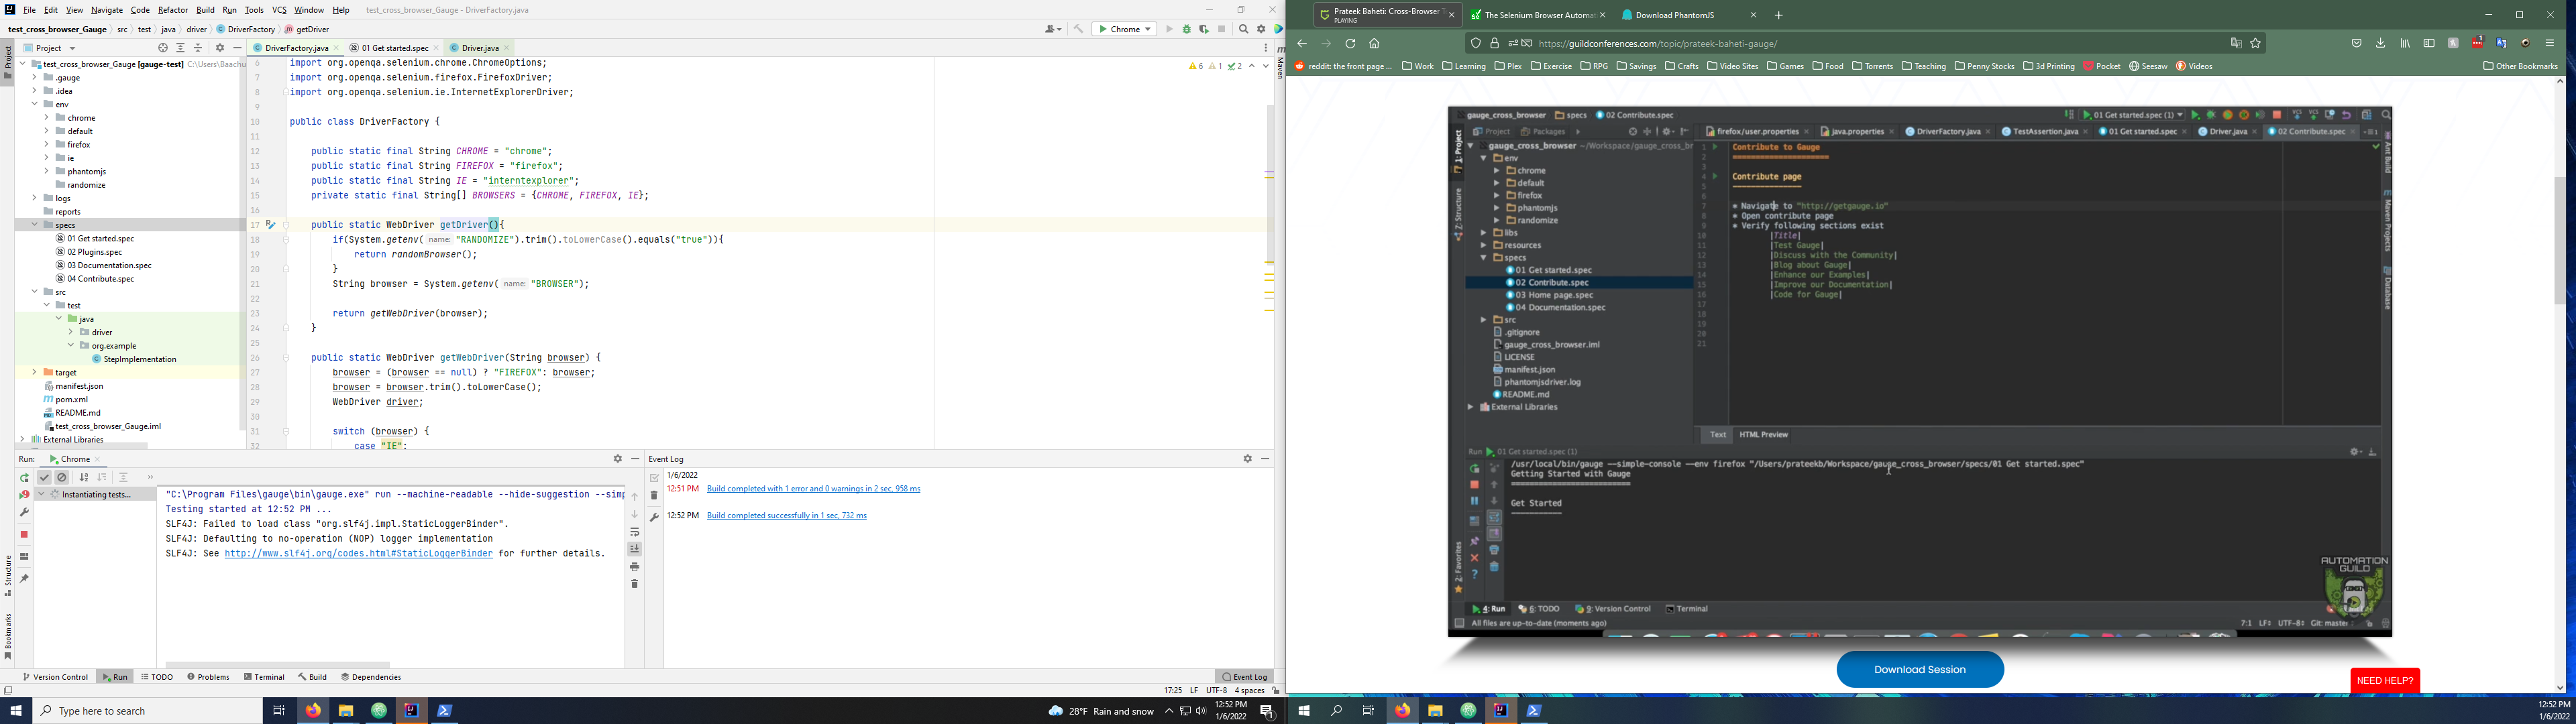 File Edit View Navigate Code Refactor Build Run Tools VCS Window Help test_cross_browser_Gauge - DriverFactory.java
test_cross_browser_Gauge src test java driver DriverFactory getDriver
Chrome
Project
DriverFactory.java
01 Get started.spec
Driver.java
Project
Maven
test_cross_browser_Gauge [gauge-test] C:\Users\Baachu
.gauge
.idea
env
chrome
default
firefox
ie
phantomjs
randomize
logs
reports
specs
01 Get started.spec
02 Plugins.spec
03 Documentation.spec
04 Contribute.spec
src
test
java
driver
org.example
StepImplementation
target
manifest.json
pom.xml
README.md
test_cross_browser_Gauge.iml
External Libraries
6 1 2
6 import org.openqa.selenium.chrome.ChromeOptions;
7 import org.openqa.selenium.firefox.FirefoxDriver;
8 import org.openqa.selenium.ie.InternetExplorerDriver;
9
10 public class DriverFactory {
11
12 public static final String CHROME = "chrome";
13 public static final String FIREFOX = "firefox";
14 public static final String IE = "interntexplorer";
15 private static final String[] BROWSERS = {CHROME, FIREFOX, IE};
16
17 public static WebDriver getDriver(){
18 if(System.getenv( name: "RANDOMIZE").trim().toLowerCase().equals("true")){
19 return randomBrowser();
20 }
21 String browser = System.getenv( name: "BROWSER");
22
23 return getWebDriver(browser);
24 }
25
26 public static WebDriver getWebDriver(String browser) {
27 browser = (browser == null) ? "FIREFOX": browser;
28 browser = browser.trim().toLowerCase();
29 WebDriver driver;
30
31 switch (browser) {
32 case "IE":
Run: Chrome
Instantiating tests...
"C:\Program Files\gauge\bin\gauge.exe" run --machine-readable --hide-suggestion --simp
Testing started at 12:52 PM ...
SLF4J: Failed to load class "org.slf4j.impl.StaticLoggerBinder".
SLF4J: Defaulting to no-operation (NOP) logger implementation
SLF4J: See http://www.slf4j.org/codes.html#StaticLoggerBinder for further details.
Event Log
1/6/2022
12:51 PM Build completed with 1 error and 0 warnings in 2 sec, 958 ms
12:52 PM Build completed successfully in 1 sec, 732 ms
Structure
Bookmarks
Version Control Run TODO Problems Terminal Build Dependencies Event Log
17:25 LF UTF-8 4 spaces
Type here to search
28°F Rain and snow
12:52 PM
1/6/2022
Prateek Baheti: Cross-Browser T
PLAYING
The Selenium Browser Automat
Download PhantomJS
https://guildconferences.com/topic/prateek-baheti-gauge/
reddit: the front page ... Work Learning Plex Exercise RPG Savings Crafts Video Sites Games Food Torrents Teaching Penny Stocks 3d Printing Pocket Seesaw Videos Other Bookmarks
gauge_cross_browser specs 02 Contribute.spec
01 Get started.spec (1)
Project Packages
firefox/user.properties java.properties DriverFactory.java TestAssertion.java 01 Get started.spec Driver.java 02 Contribute.spec
1: Project
Z: Structure
2: Favorites
Ant Build
Maven Projects
Database
gauge_cross_browser ~/Workspace/gauge_cross_br
env
chrome
default
firefox
phantomjs
randomize
libs
resources
specs
01 Get started.spec
02 Contribute.spec
03 Home page.spec
04 Documentation.spec
src
.gitignore
gauge_cross_browser.iml
LICENSE
manifest.json
phantomjsdriver.log
README.md
External Libraries
Contribute to Gauge
=====================
Contribute page
---------------
* Navigate to "http://getgauge.io"
* Open contribute page
* Verify following sections exist
|Title|
|Test Gauge|
|Discuss with the Community|
|Blog about Gauge|
|Enhance our Examples|
|Improve our Documentation|
|Code for Gauge|
Text HTML Preview
Run 01 Get started.spec (1)
/usr/local/bin/gauge --simple-console --env firefox "/Users/prateekb/Workspace/gauge_cross_browser/specs/01 Get started.spec"
Getting Started with Gauge
==========================
Get Started
-----------
AUTOMATION
GUILD
4: Run 6: TODO 9: Version Control Terminal
All files are up-to-date (moments ago)
7:1 LF UTF-8 Git: master
Download Session
NEED HELP?
12:52 PM
1/6/2022